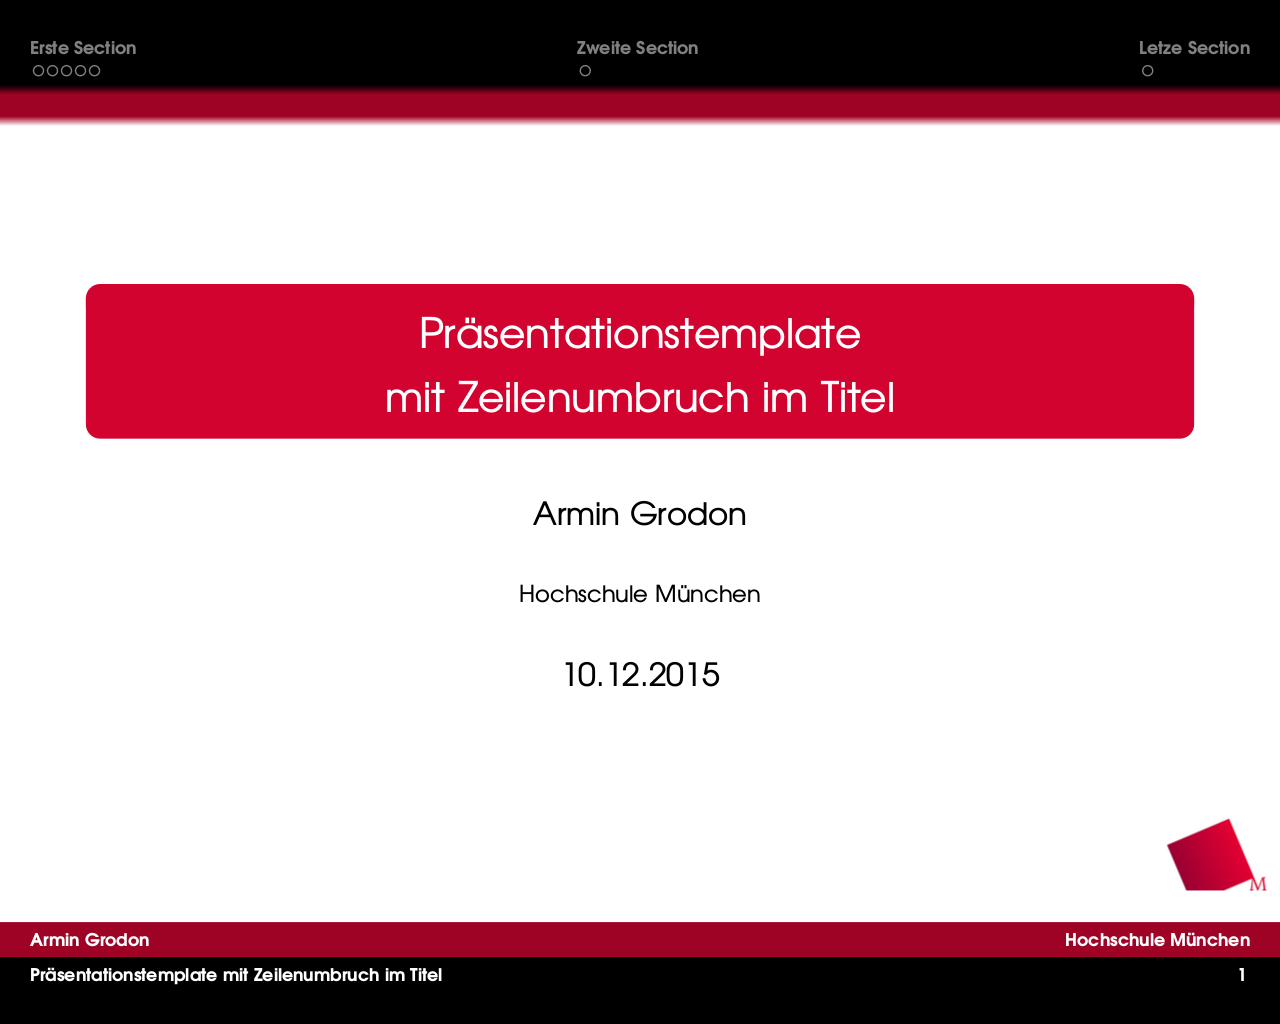 Erste Section
Zweite Section
Letze Section
Präsentationstemplate
mit Zeilenumbruch im Titel
Armin Grodon
Hochschule München
10.12.2015
M
Armin Grodon
Hochschule München
Präsentationstemplate mit Zeilenumbruch im Titel
1